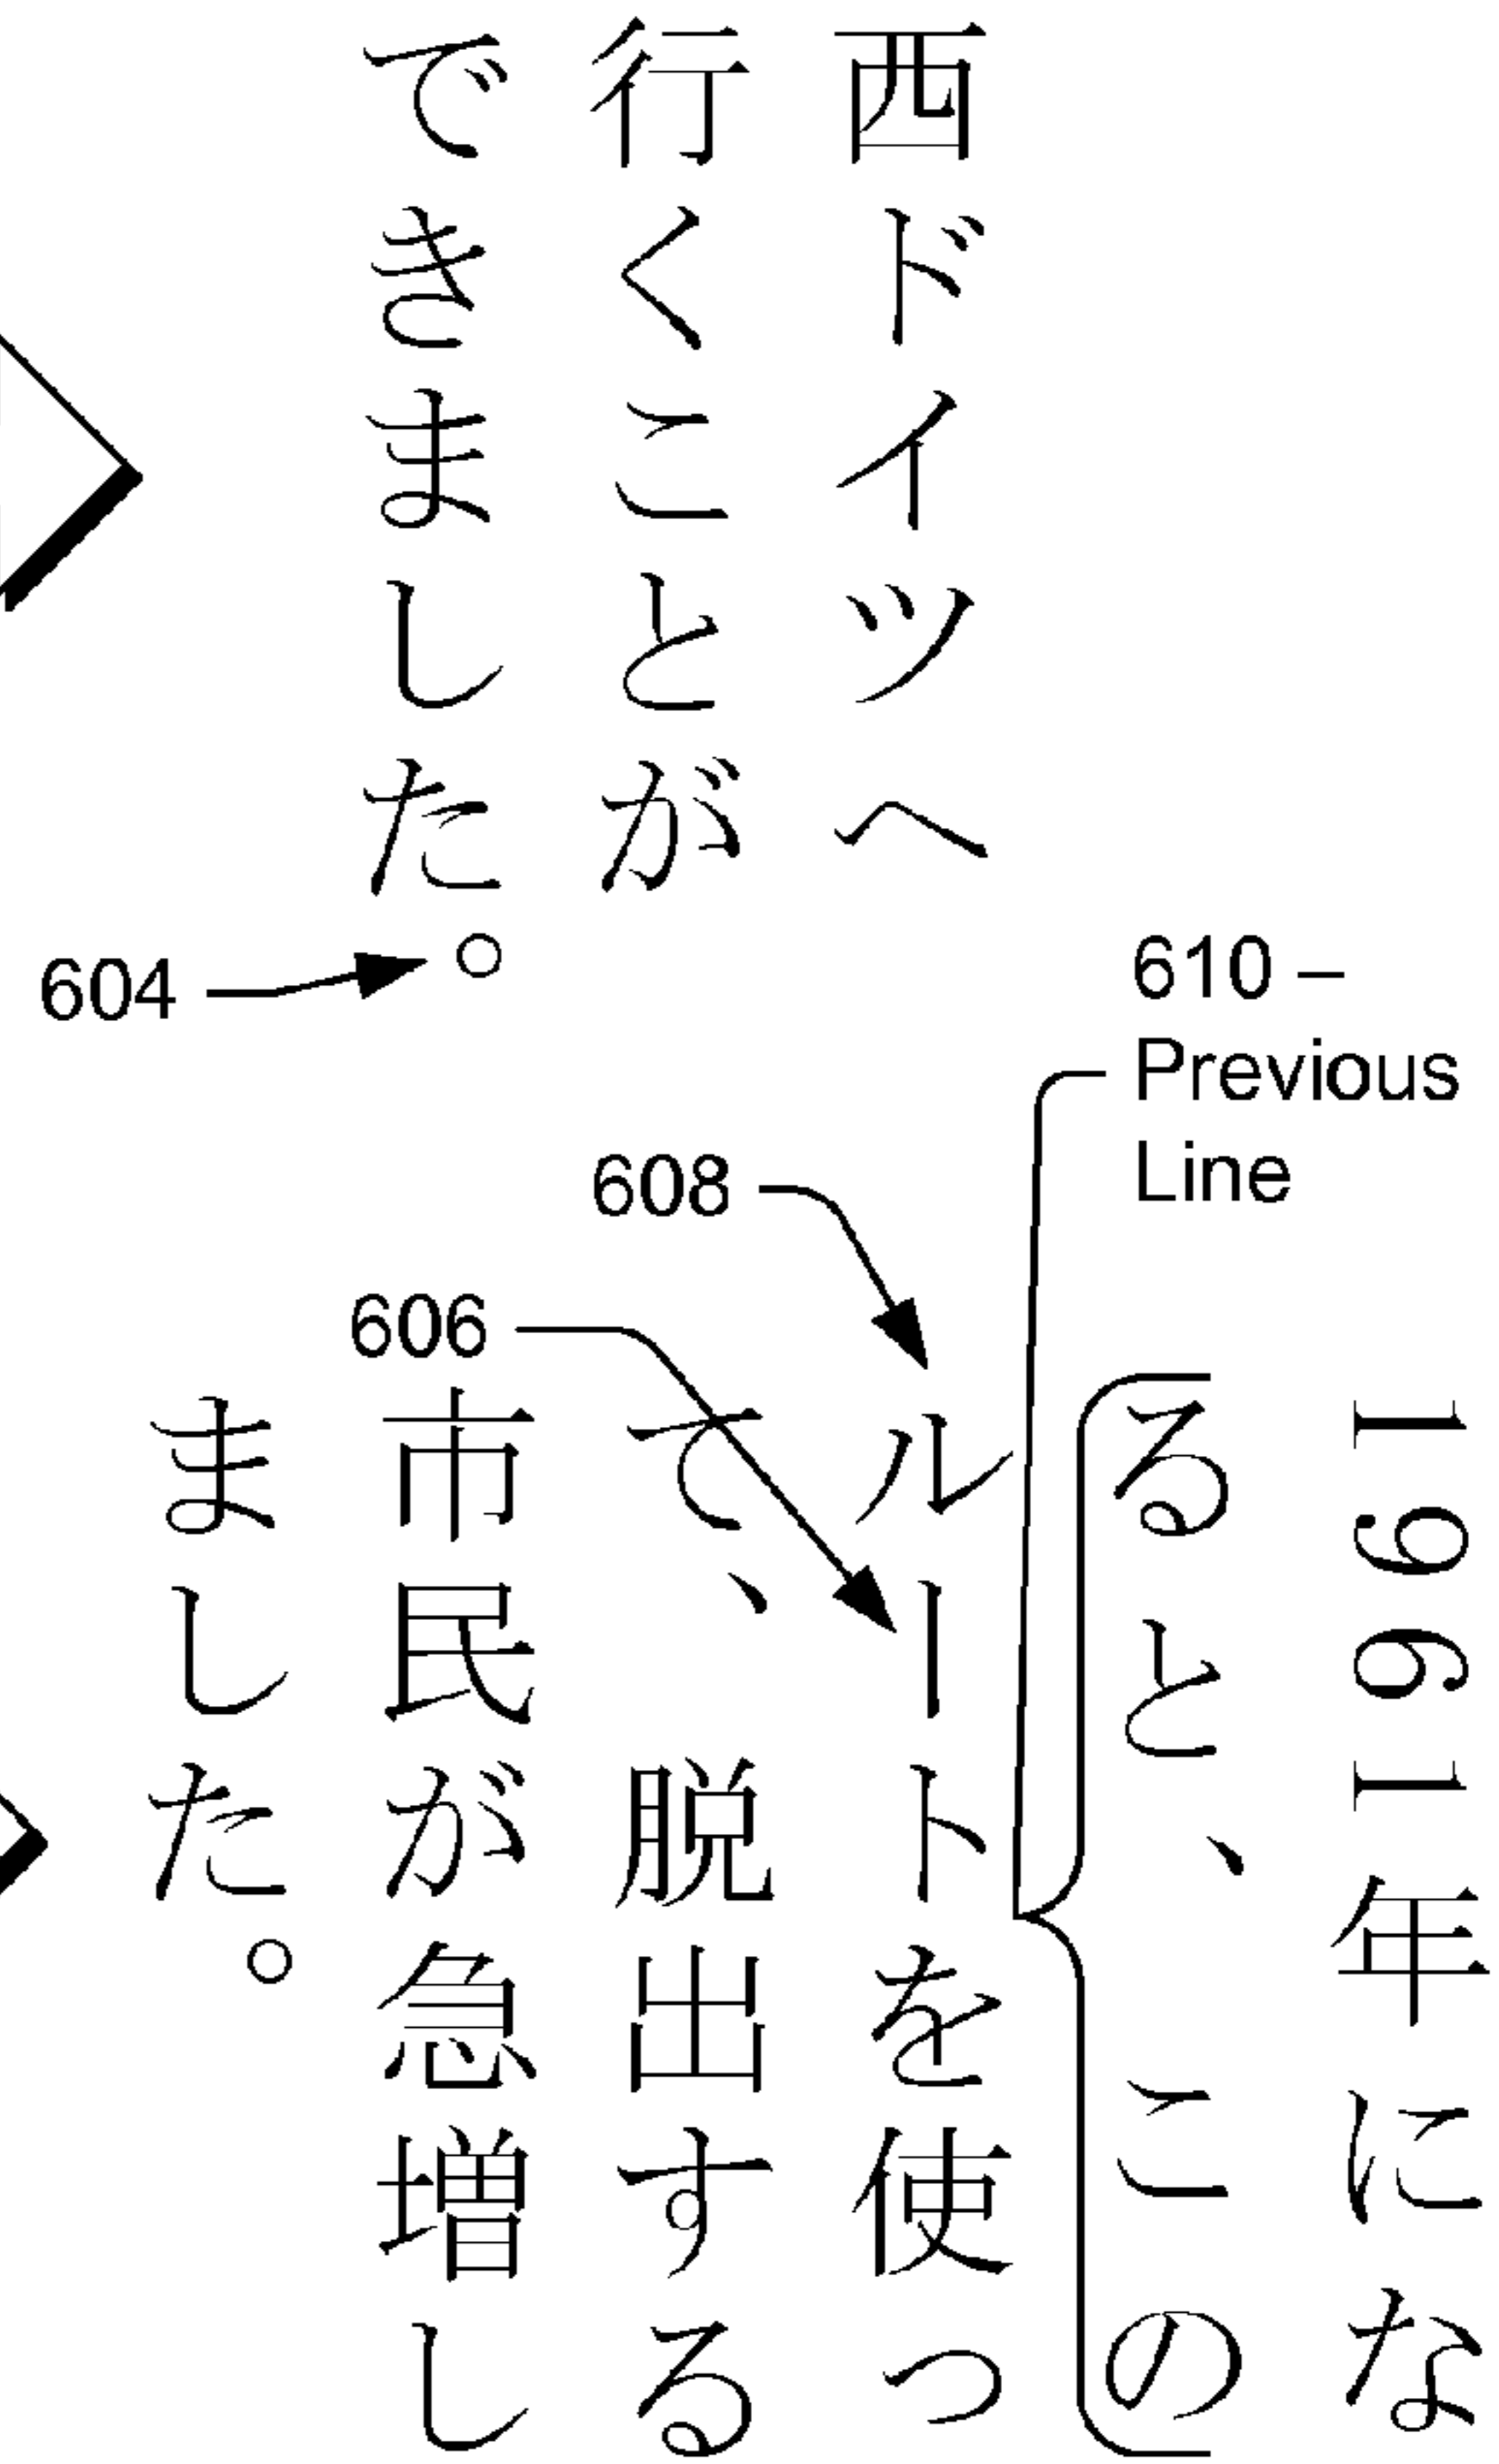 西ドイツへ
行くことが
できました。
604
610 –
Previous
Line
608
606
1961年にな
ると、この
ルートを使っ
て、脱出する
市民が急増し
ました。